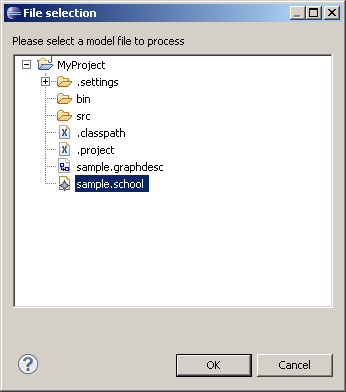 File selection
Please select a model file to process
MyProject
.settings
bin
src
.classpath
.project
sample.graphdesc
sample.school
OK
Cancel